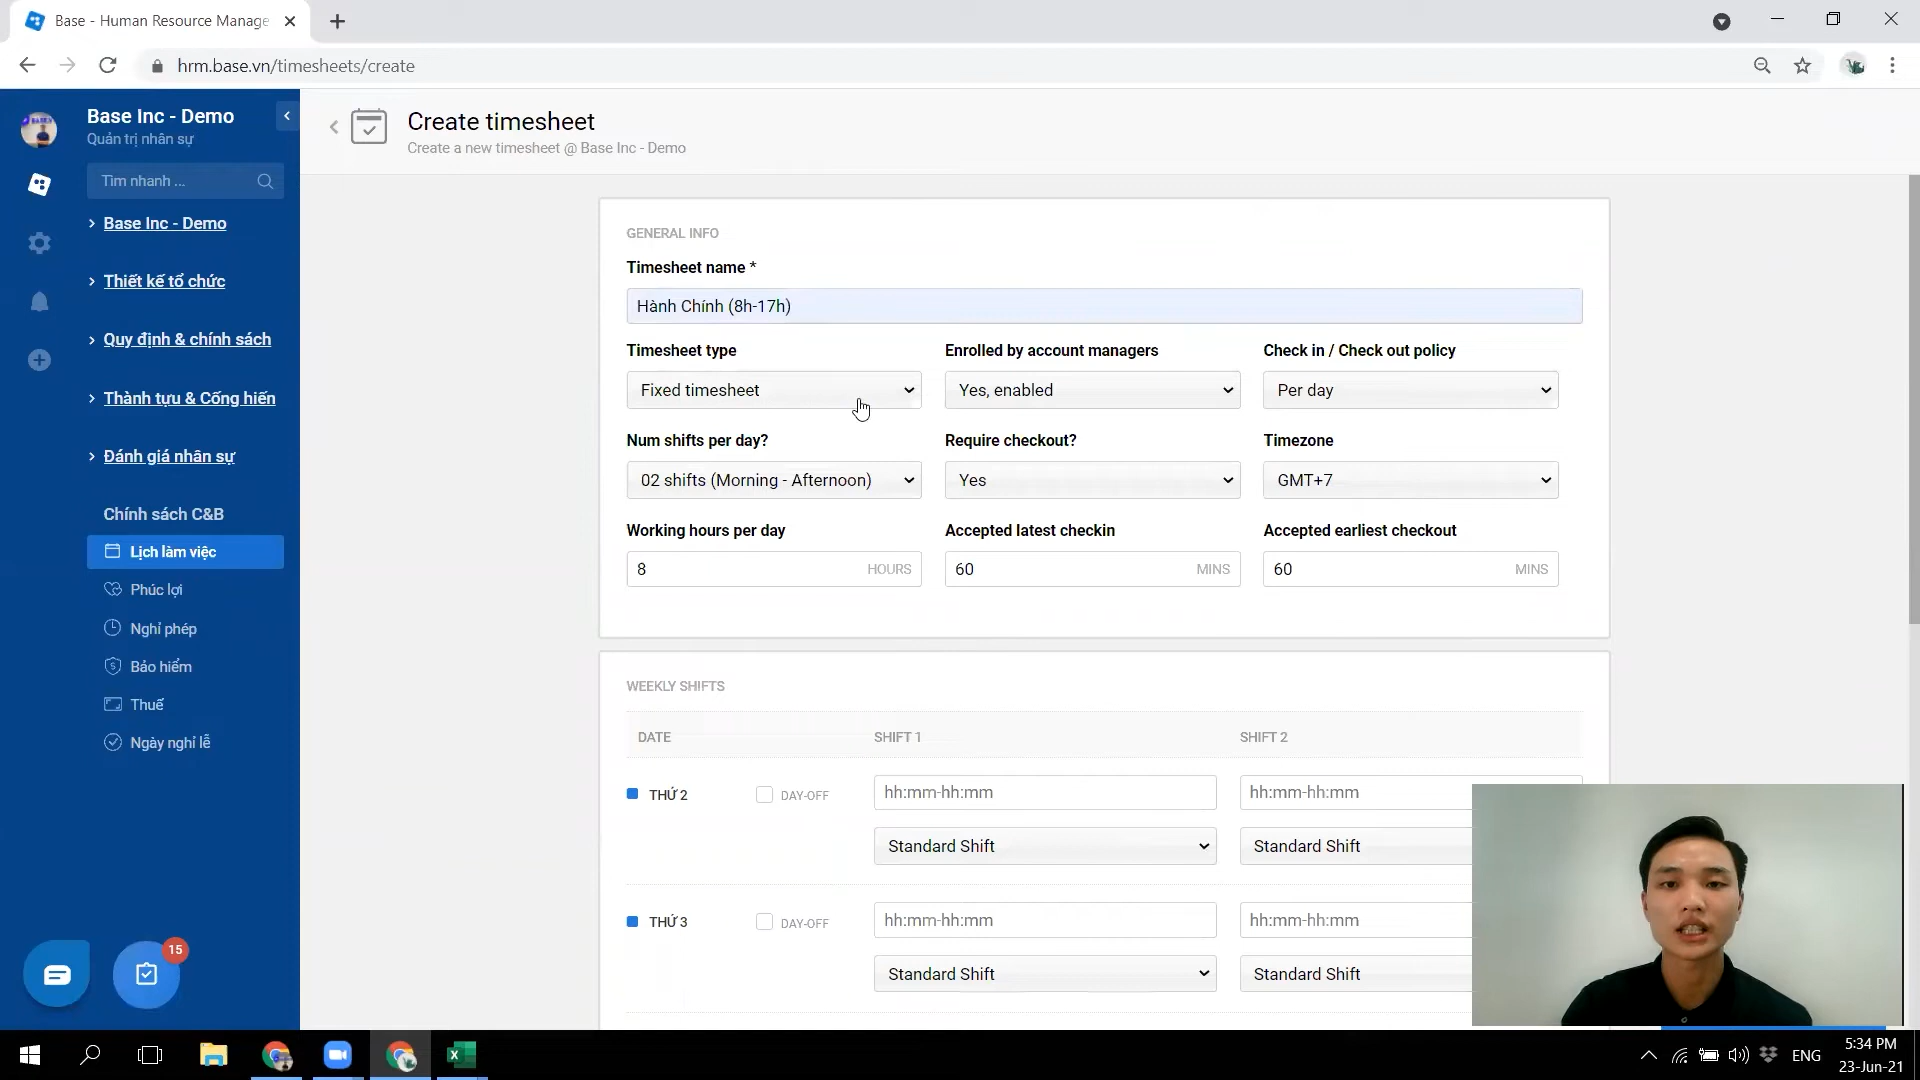 Base - Human Resource Manage
hrm.base.vn/timesheets/create
Base Inc - Demo
Quản trị nhân sự
Tìm nhanh ...
Base Inc - Demo
Thiết kế tổ chức
Quy định & chính sách
Thành tựu & Cống hiến
Đánh giá nhân sự
Chính sách C&B
Lịch làm việc
Phúc lợi
Nghỉ phép
Bảo hiểm
Thuế
Ngày nghỉ lễ
15
Create timesheet
Create a new timesheet @ Base Inc - Demo
GENERAL INFO
Timesheet name *
Hành Chính (8h-17h)
Timesheet type Enrolled by account managers Check in / Check out policy
Fixed timesheet Yes, enabled Per day
Num shifts per day? Require checkout? Timezone
02 shifts (Morning - Afternoon) Yes GMT+7
Working hours per day Accepted latest checkin Accepted earliest checkout
8 HOURS 60 MINS 60 MINS
WEEKLY SHIFTS
DATE SHIFT 1 SHIFT 2
THỨ 2 DAY-OFF hh:mm-hh:mm hh:mm-hh:mm
Standard Shift Standard Shift
THỨ 3 DAY-OFF hh:mm-hh:mm hh:mm-hh:mm
Standard Shift Standard Shift
ENG
5:34 PM
23-Jun-21